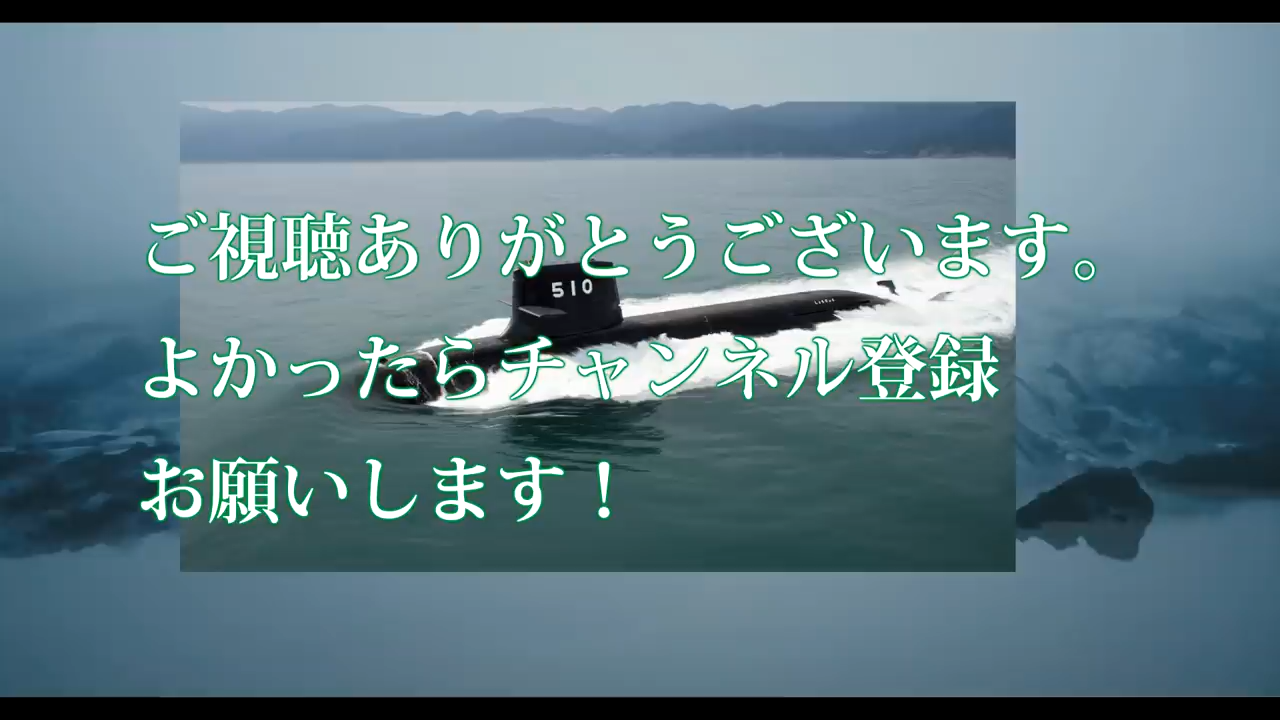 ご視聴ありがとうございます。
510
よかったらチャンネル登録
お願いします！